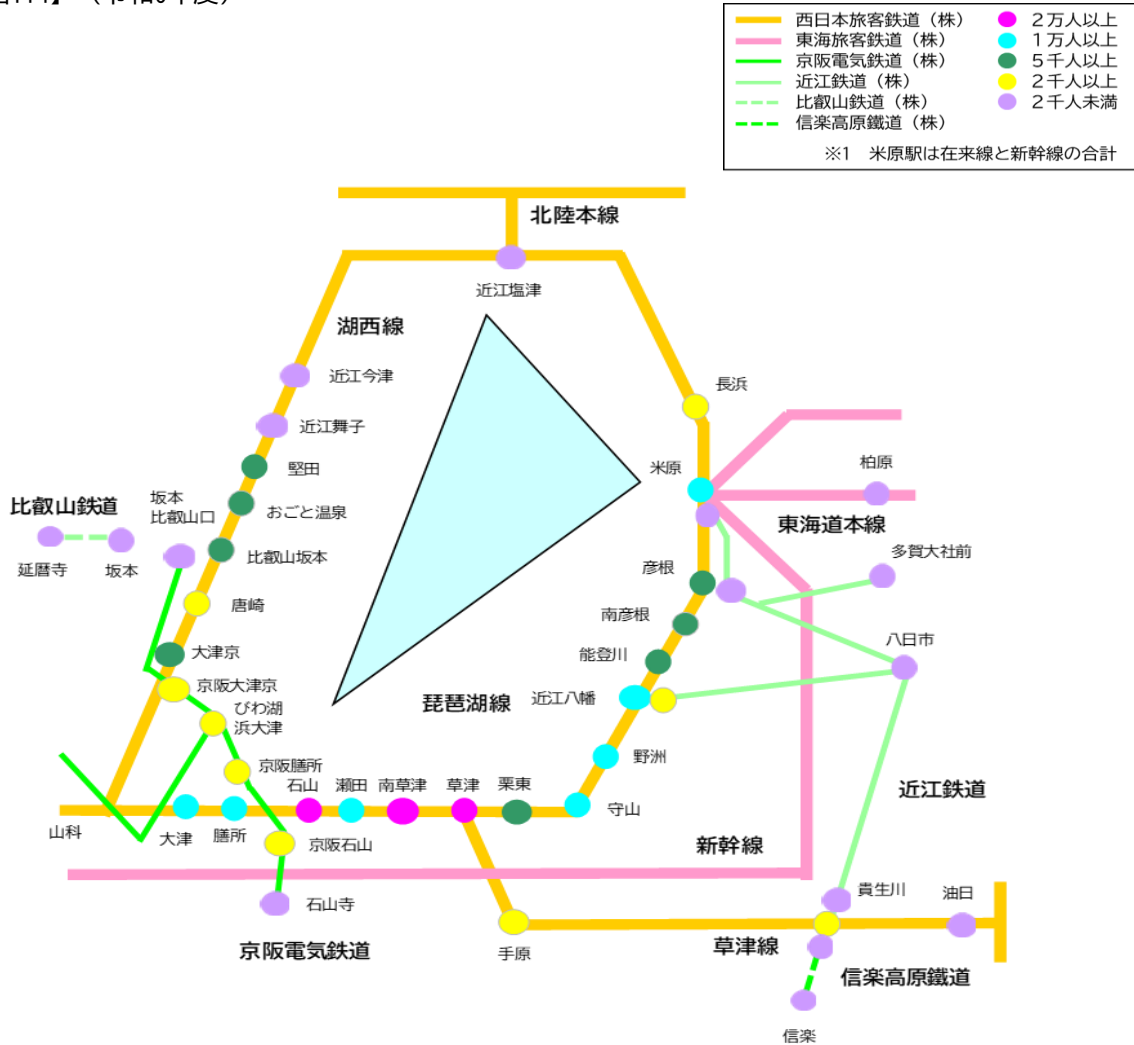 西日本旅客鉄道（株）
２万人以上
東海旅客鉄道（株）
１万人以上
京阪電気鉄道（株）
５千人以上
近江鉄道（株）
２千人以上
比叡山鉄道（株）
２千人未満
信楽高原鐵道（株）
※1　米原駅は在来線と新幹線の合計
北陸本線
近江塩津
湖西線
近江今津
長浜
近江舞子
堅田
米原
柏原
比叡山鉄道
坂本
比叡山口
おごと温泉
東海道本線
延暦寺
坂本
比叡山坂本
多賀大社前
彦根
唐崎
南彦根
八日市
大津京
能登川
京阪大津京
琵琶湖線
近江八幡
びわ湖
浜大津
野洲
京阪膳所
石山
瀬田
南草津
草津
栗東
近江鉄道
守山
山科
大津
膳所
京阪石山
新幹線
石山寺
貴生川
油日
京阪電気鉄道
手原
草津線
信楽高原鐵道
信楽